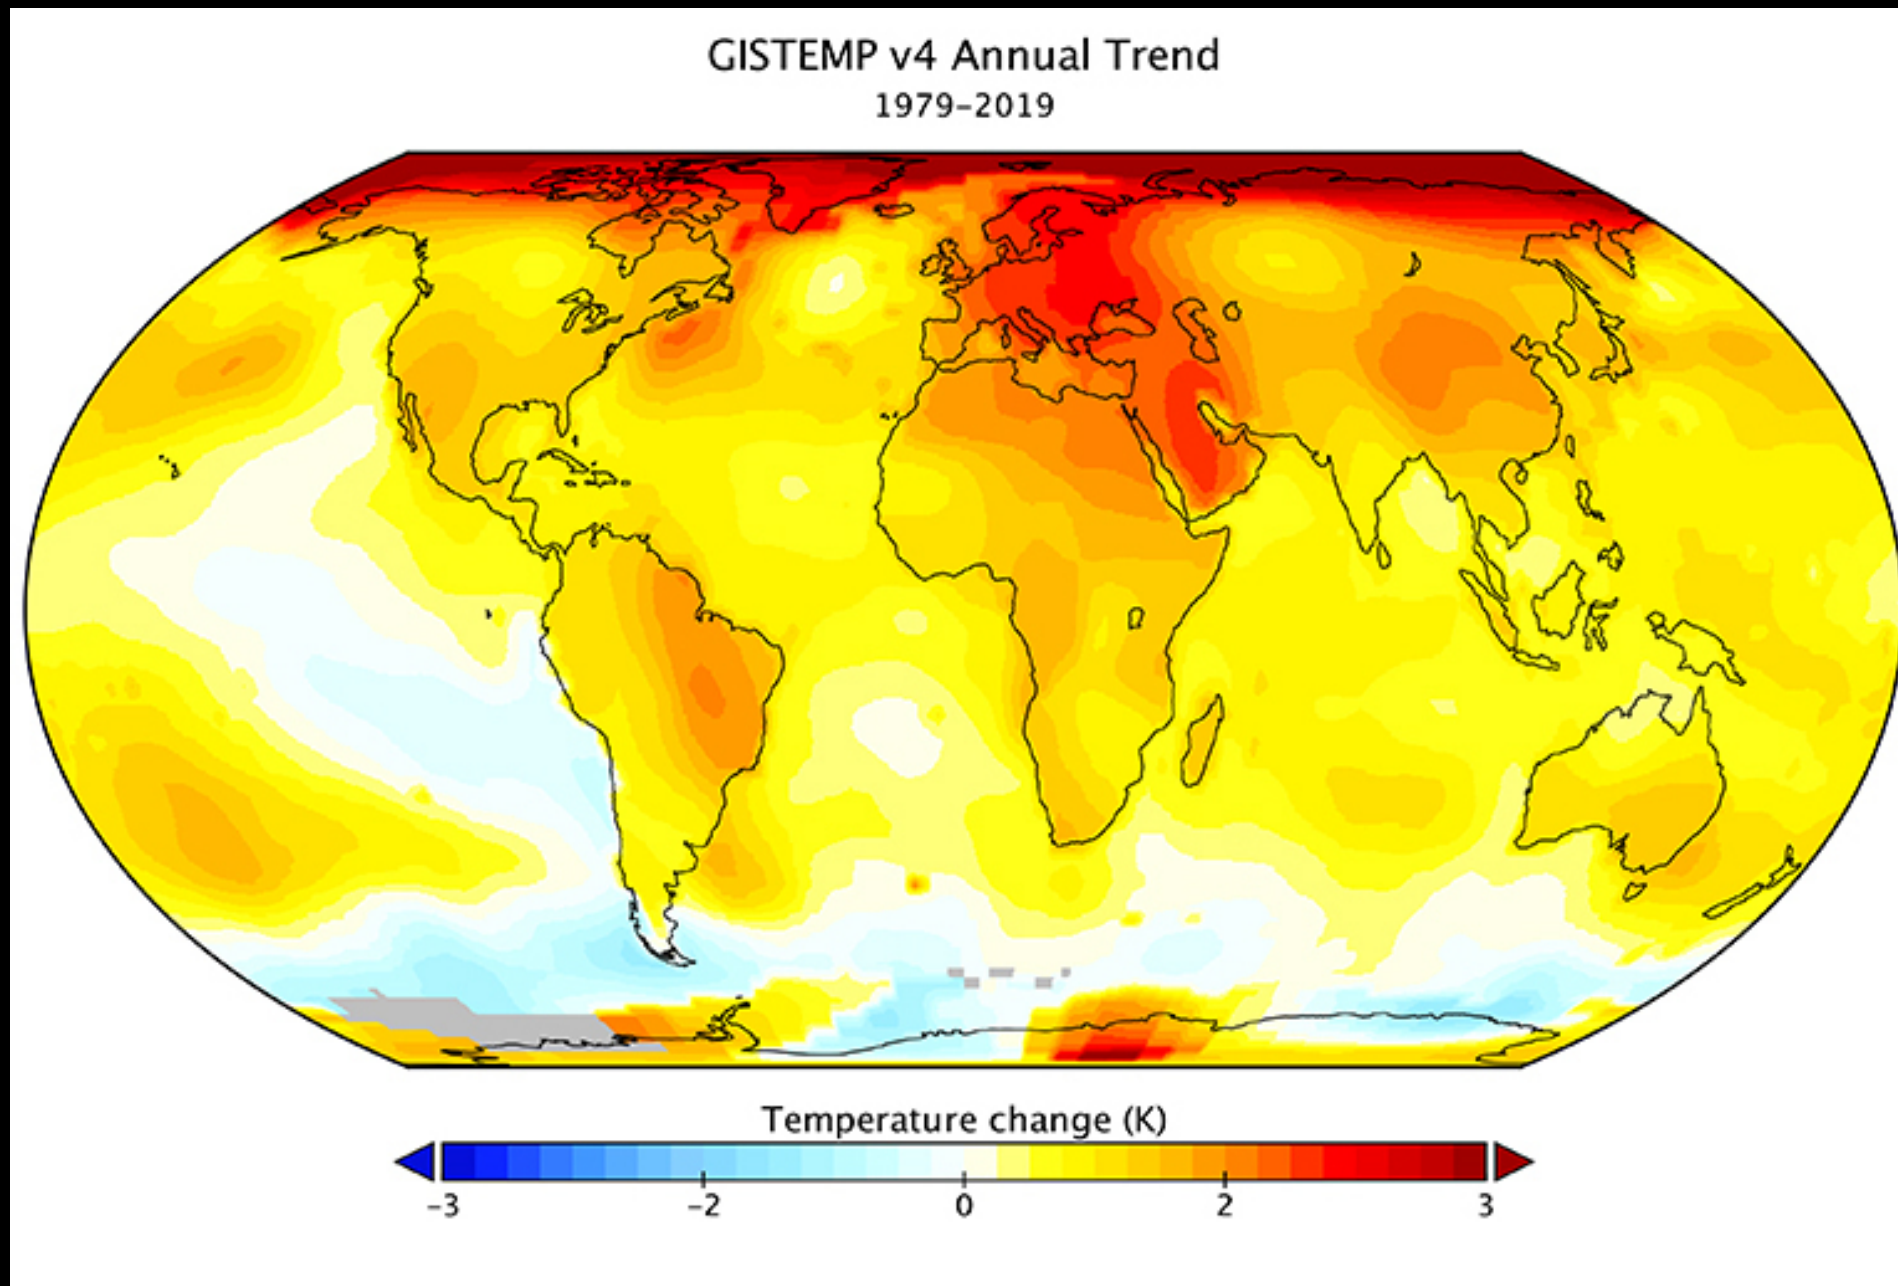 GISTEMP v4 Annual Trend
1979–2019
Temperature change (K)
−3 −2 0 2 3